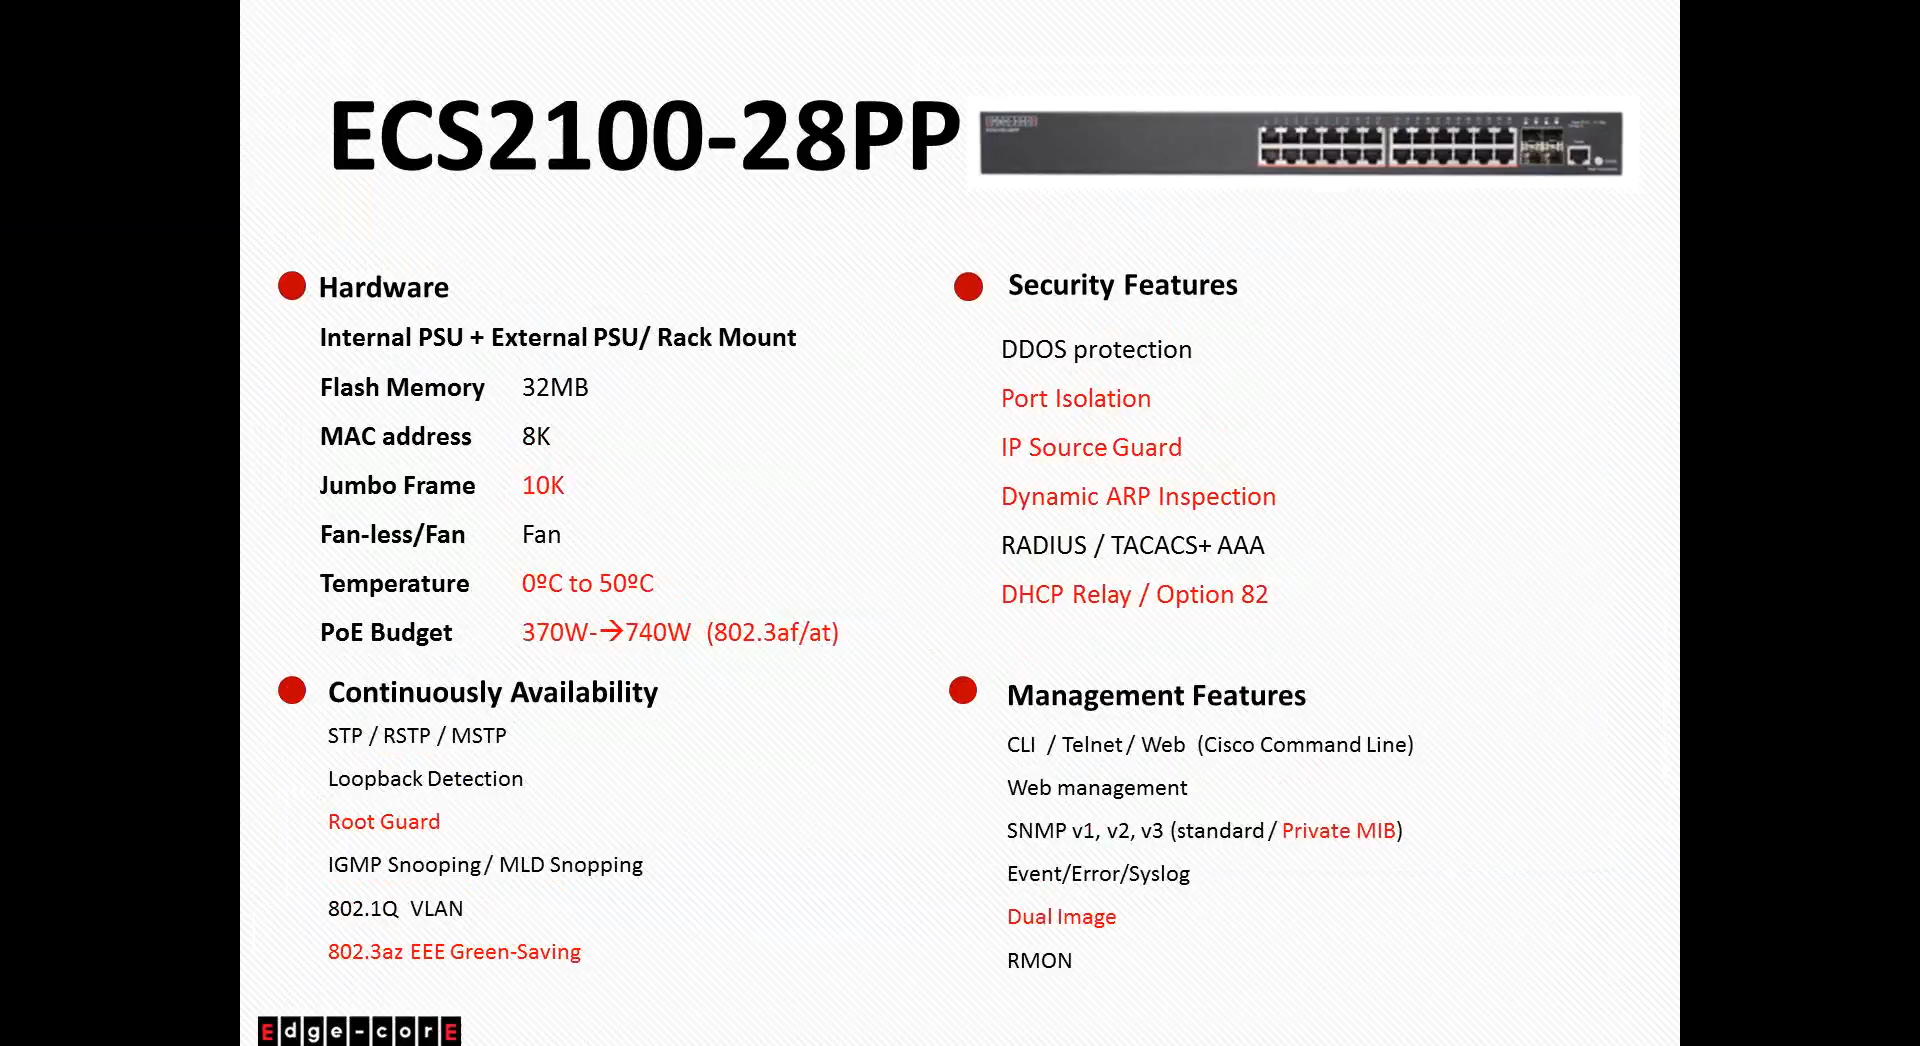 ECS2100-28PP
Hardware
Internal PSU + External PSU/ Rack Mount
Flash Memory 32MB
MAC address 8K
Jumbo Frame 10K
Fan-less/Fan Fan
Temperature 0ºC to 50ºC
PoE Budget 370W-→740W (802.3af/at)
Continuously Availability
STP / RSTP / MSTP
Loopback Detection
Root Guard
IGMP Snooping / MLD Snopping
802.1Q VLAN
802.3az EEE Green-Saving
Security Features
DDOS protection
Port Isolation
IP Source Guard
Dynamic ARP Inspection
RADIUS / TACACS+ AAA
DHCP Relay / Option 82
Management Features
CLI / Telnet / Web (Cisco Command Line)
Web management
SNMP v1, v2, v3 (standard / Private MIB)
Event/Error/Syslog
Dual Image
RMON
Edge-corE